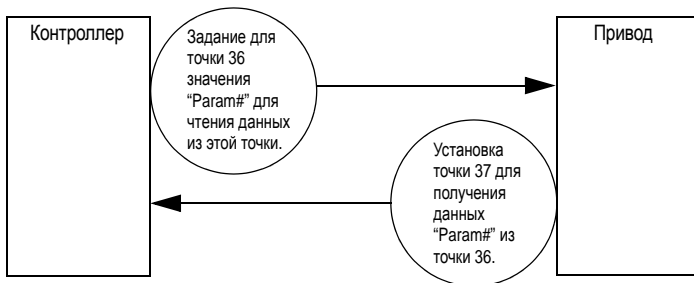 Контроллер
Задание для
точки 36
значения
“Param#” для
чтения данных
из этой точки.
Привод
Установка
точки 37 для
получения
данных
“Param#” из
точки 36.